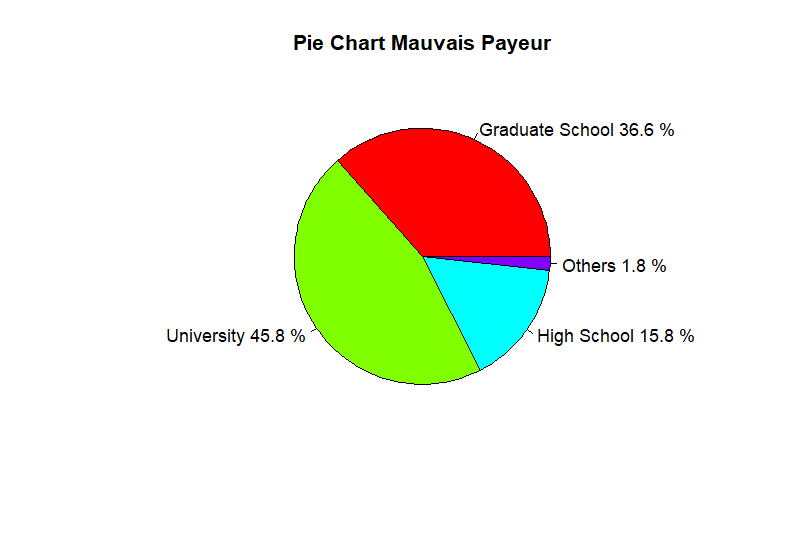 Pie Chart Mauvais Payeur
Graduate School 36.6 %
Others 1.8 %
University 45.8 %
High School 15.8 %